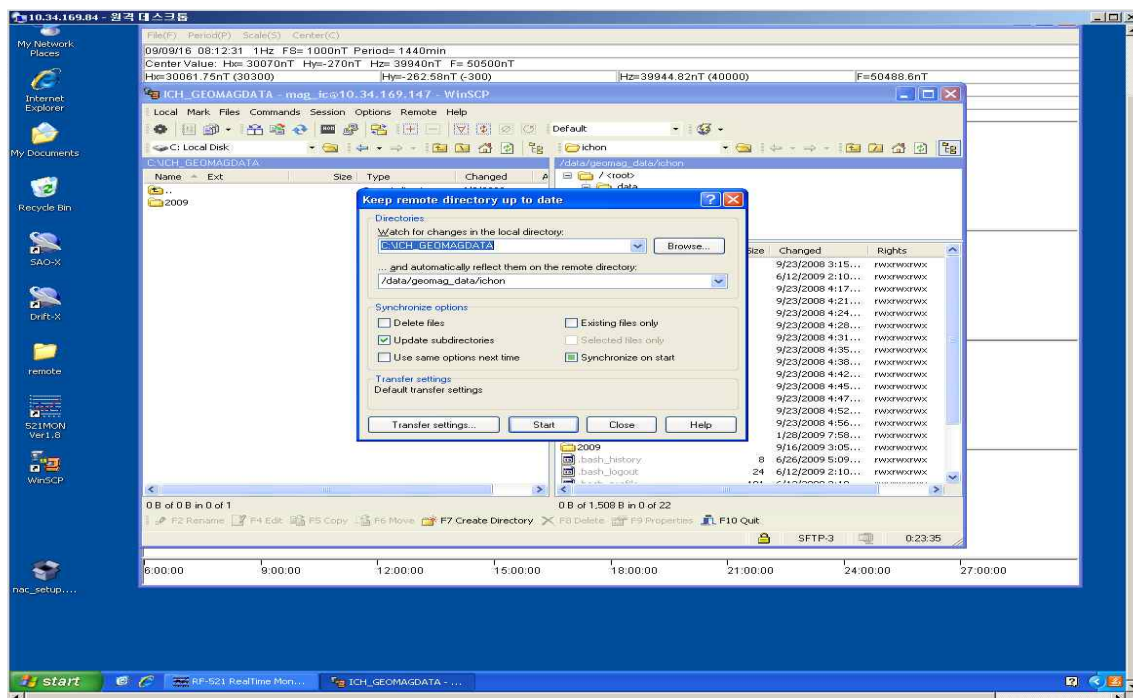 10.34.169.84 - 원격 데스크톱
My Network Places
Internet Explorer
My Documents
Recycle Bin
SAO-X
Drift-X
remote
521MON Ver1.8
WinSCP
nac_setup....
File(F) Period(P) Scale(S) Center(C)
09/09/16 08:12:31 1Hz FS= 1000nT Period= 1440min
Center Value: Hx= 30070nT Hy=-270nT Hz= 39940nT F= 50500nT
Hx=30061.75nT (30300) Hy=-262.58nT (-300) Hz=39944.82nT (40000) F=50488.6nT
ICH_GEOMAGDATA - mag_ic@10.34.169.147 - WinSCP
Local Mark Files Commands Session Options Remote Help
Default
C: Local Disk
ichon
C:\ICH_GEOMAGDATA
/data/geomag_data/ichon
Name Ext Size Type Changed
..
2009
/ <root>
data
Keep remote directory up to date
Directories
Watch for changes in the local directory:
C:\ICH_GEOMAGDATA
Browse...
... and automatically reflect them on the remote directory:
/data/geomag_data/ichon
Synchronize options
Delete files
Existing files only
Update subdirectories
Selected files only
Use same options next time
Synchronize on start
Transfer settings
Default transfer settings
Transfer settings...
Start
Close
Help
Size Changed Rights
9/23/2008 3:15... rwxrwxrwx
6/12/2009 2:10... rwxrwxrwx
9/23/2008 4:17... rwxrwxrwx
9/23/2008 4:21... rwxrwxrwx
9/23/2008 4:24... rwxrwxrwx
9/23/2008 4:28... rwxrwxrwx
9/23/2008 4:31... rwxrwxrwx
9/23/2008 4:35... rwxrwxrwx
9/23/2008 4:38... rwxrwxrwx
9/23/2008 4:42... rwxrwxrwx
9/23/2008 4:45... rwxrwxrwx
9/23/2008 4:47... rwxrwxrwx
9/23/2008 4:52... rwxrwxrwx
9/23/2008 4:56... rwxrwxrwx
1/28/2009 7:58... rwxrwxrwx
2009 9/16/2009 3:05... rwxrwxrwx
.bash_history 8 6/26/2009 5:09... rwxrwxrwx
.bash_logout 24 6/12/2009 2:10... rwxrwxrwx
0 B of 0 B in 0 of 1
0 B of 1,508 B in 0 of 22
F2 Rename F4 Edit F5 Copy F6 Move F7 Create Directory F8 Delete F9 Properties F10 Quit
SFTP-3 0:23:35
6:00:00 9:00:00 12:00:00 15:00:00 18:00:00 21:00:00 24:00:00 27:00:00
start
RF-521 RealTime Mon...
ICH_GEOMAGDATA - ...